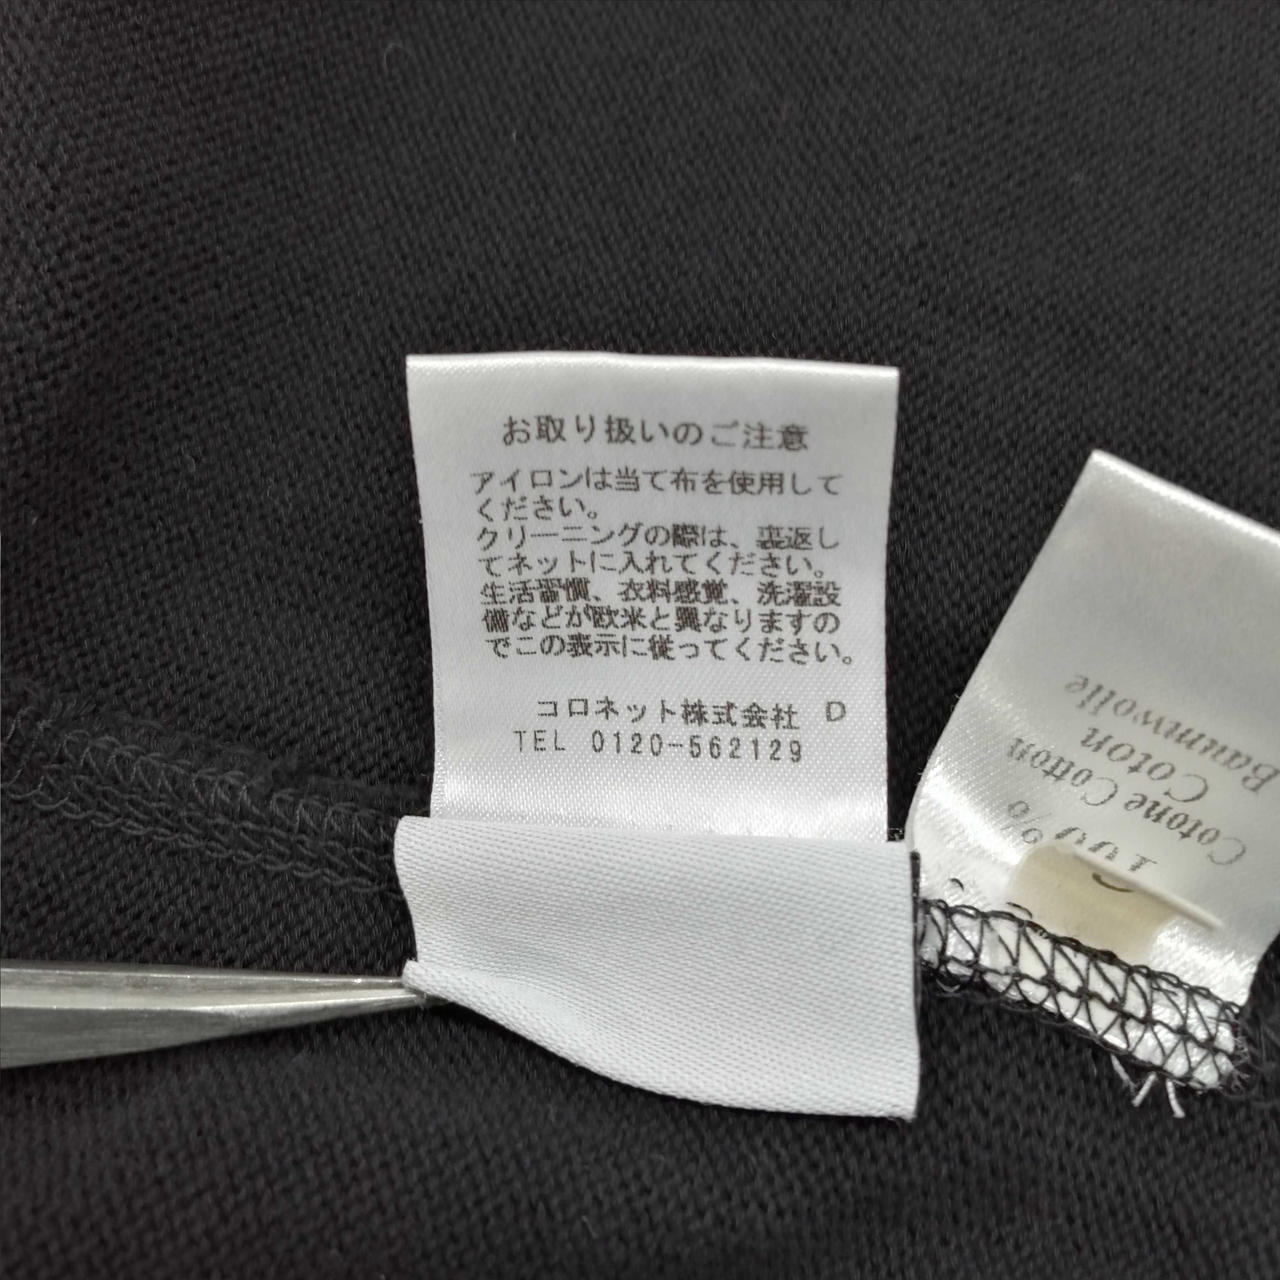 お取り扱いのご注意
アイロンは当て布を使用して
ください。
クリーニングの際は、裏返し
てネットに入れてください。
生活習慣、衣料感覚、洗濯設
備などが欧米と異なりますの
でこの表示に従ってください。
コロネット株式会社 D
TEL 0120-562129
100%
Cotone Cotton
Coton
Baumwolle